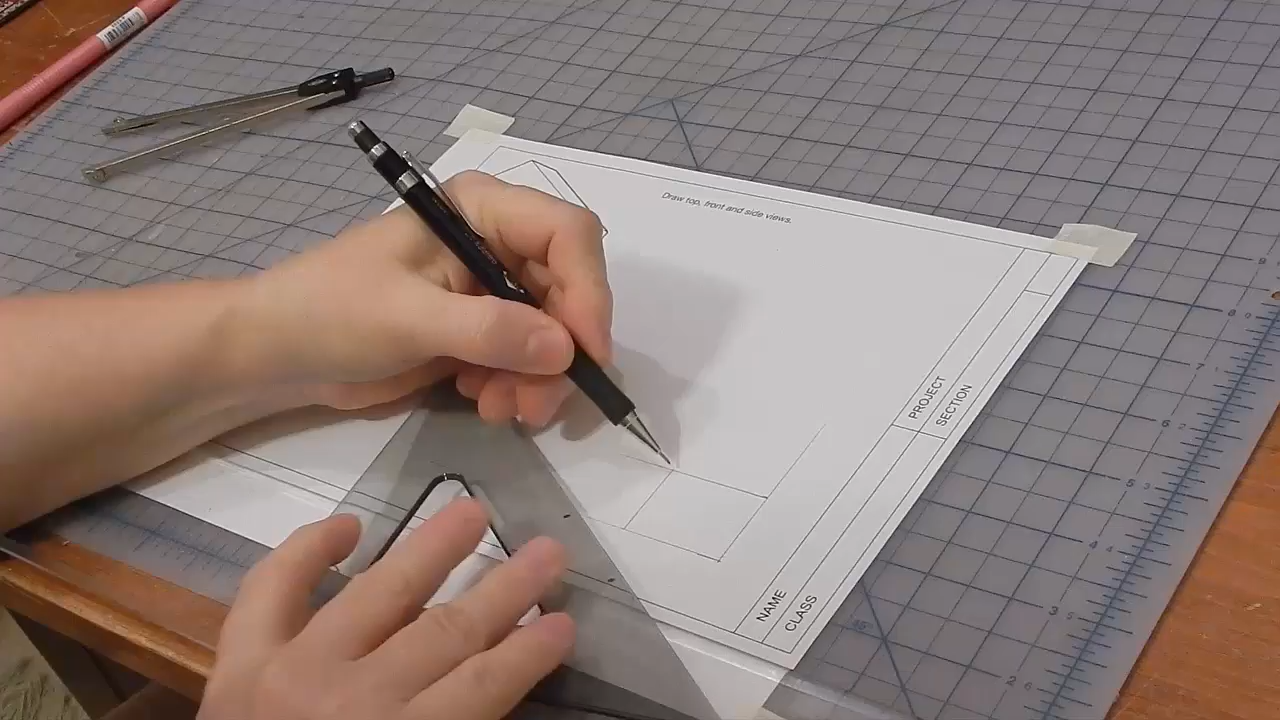 Draw top, front and side views.
PROJECT
SECTION
NAME
CLASS